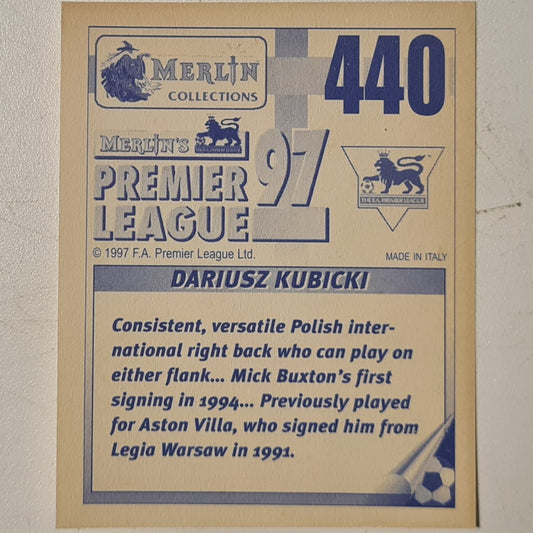 MERLIN
COLLECTIONS
440
MERLIN'S
PREMIER
LEAGUE
97
THE F.A. PREMIER LEAGUE
© 1997 F.A. Premier League Ltd.
MADE IN ITALY
DARIUSZ KUBICKI
Consistent, versatile Polish inter-
national right back who can play on
either flank... Mick Buxton's first
signing in 1994... Previously played
for Aston Villa, who signed him from
Legia Warsaw in 1991.